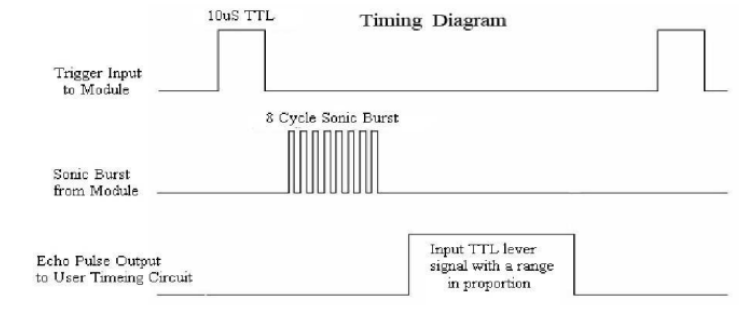 10uS TTL
Timing Diagram
Trigger Input
to Module
8 Cycle Sonic Burst
Sonic Burst
from Module
Echo Pulse Output
to User Timeing Circuit
Input TTL lever
signal with a range
in proportion